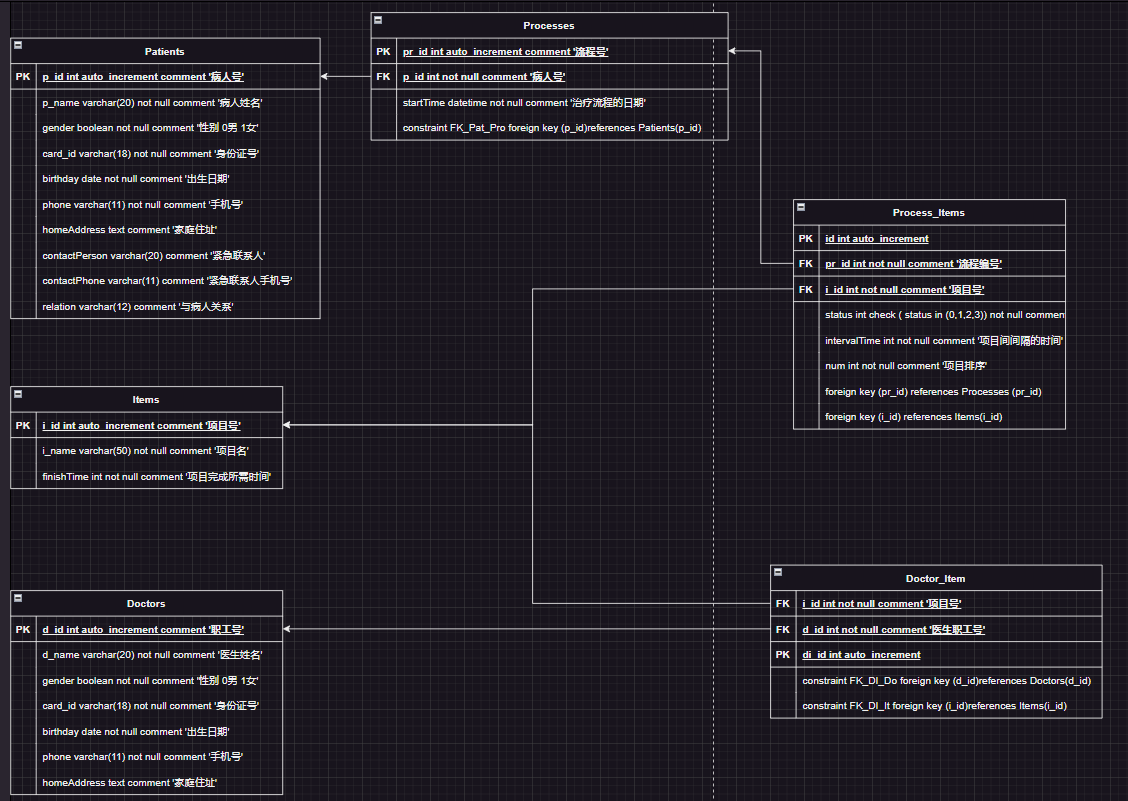 Processes
PK pr_id int auto_increment comment '流程号'
FK p_id int not null comment '病人号'
startTime datetime not null comment '治疗流程的日期'
constraint FK_Pat_Pro foreign key (p_id)references Patients(p_id)
Patients
PK p_id int auto_increment comment '病人号'
p_name varchar(20) not null comment '病人姓名'
gender boolean not null comment '性别 0男 1女'
card_id varchar(18) not null comment '身份证号'
birthday date not null comment '出生日期'
phone varchar(11) not null comment '手机号'
homeAddress text comment '家庭住址'
contactPerson varchar(20) comment '紧急联系人'
contactPhone varchar(11) comment '紧急联系人手机号'
relation varchar(12) comment '与病人关系'
Process_Items
PK id int auto_increment
FK pr_id int not null comment '流程编号'
FK i_id int not null comment '项目号'
status int check ( status in (0,1,2,3)) not null comment
intervalTime int not null comment '项目间间隔的时间'
num int not null comment '项目排序'
foreign key (pr_id) references Processes (pr_id)
foreign key (i_id) references Items(i_id)
Items
PK i_id int auto_increment comment '项目号'
i_name varchar(50) not null comment '项目名'
finishTime int not null comment '项目完成所需时间'
Doctor_Item
FK i_id int not null comment '项目号'
FK d_id int not null comment '医生职工号'
PK di_id int auto_increment
constraint FK_DI_Do foreign key (d_id)references Doctors(d_id)
constraint FK_DI_It foreign key (i_id)references Items(i_id)
Doctors
PK d_id int auto_increment comment '职工号'
d_name varchar(20) not null comment '医生姓名'
gender boolean not null comment '性别 0男 1女'
card_id varchar(18) not null comment '身份证号'
birthday date not null comment '出生日期'
phone varchar(11) not null comment '手机号'
homeAddress text comment '家庭住址'